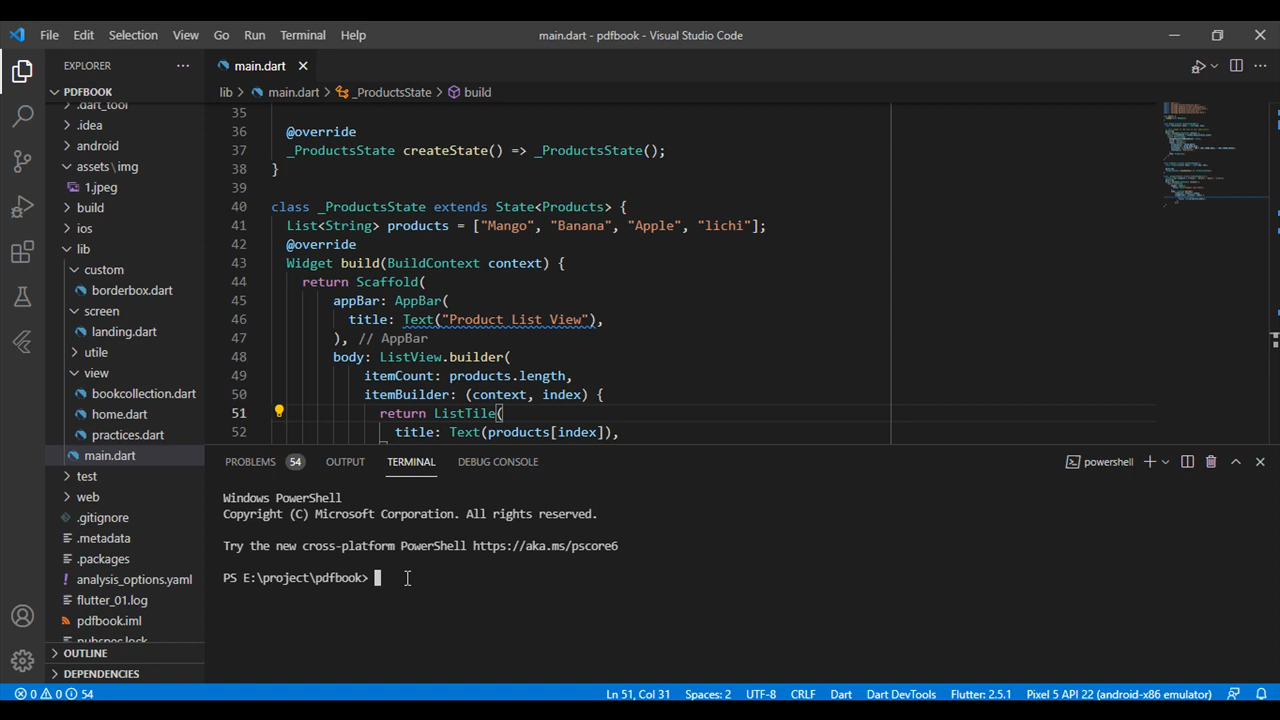 File Edit Selection View Go Run Terminal Help main.dart - pdfbook - Visual Studio Code
EXPLORER
PDFBOOK
.dart_tool
.idea
android
assets\img
1.jpeg
build
ios
lib
custom
borderbox.dart
screen
landing.dart
utile
view
bookcollection.dart
home.dart
practices.dart
main.dart
test
web
.gitignore
.metadata
.packages
analysis_options.yaml
flutter_01.log
pdfbook.iml
pubspec.lock
OUTLINE
DEPENDENCIES
main.dart
lib > main.dart > _ProductsState > build
35
36 @override
37 _ProductsState createState() => _ProductsState();
38 }
39
40 class _ProductsState extends State<Products> {
41 List<String> products = ["Mango", "Banana", "Apple", "lichi"];
42 @override
43 Widget build(BuildContext context) {
44 return Scaffold(
45 appBar: AppBar(
46 title: Text("Product List View"),
47 ), // AppBar
48 body: ListView.builder(
49 itemCount: products.length,
50 itemBuilder: (context, index) {
51 return ListTile(
52 title: Text(products[index]),
PROBLEMS 54 OUTPUT TERMINAL DEBUG CONSOLE powershell
Windows PowerShell
Copyright (C) Microsoft Corporation. All rights reserved.
Try the new cross-platform PowerShell https://aka.ms/pscore6
PS E:\project\pdfbook>
0 0 54 Ln 51, Col 31 Spaces: 2 UTF-8 CRLF Dart Dart DevTools Flutter: 2.5.1 Pixel 5 API 22 (android-x86 emulator)